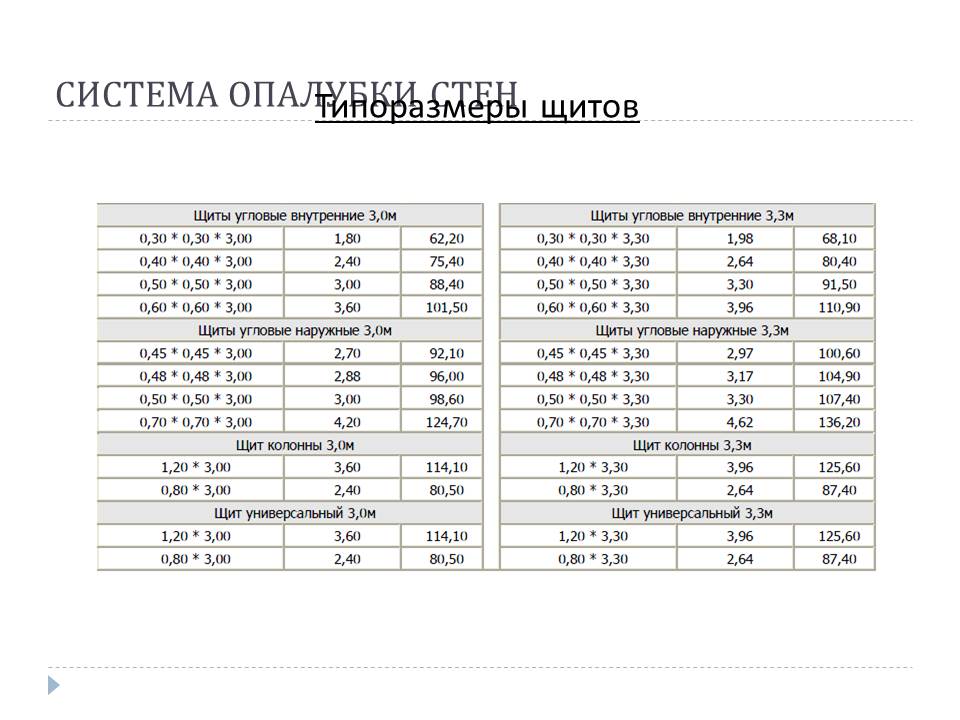 СИСТЕМА ОПАЛУБКИ СТЕН
Типоразмеры щитов
Щиты угловые внутренние 3,0м
0,30 * 0,30 * 3,00 1,80 62,20
0,40 * 0,40 * 3,00 2,40 75,40
0,50 * 0,50 * 3,00 3,00 88,40
0,60 * 0,60 * 3,00 3,60 101,50
Щиты угловые наружные 3,0м
0,45 * 0,45 * 3,00 2,70 92,10
0,48 * 0,48 * 3,00 2,88 96,00
0,50 * 0,50 * 3,00 3,00 98,60
0,70 * 0,70 * 3,00 4,20 124,70
Щит колонны 3,0м
1,20 * 3,00 3,60 114,10
0,80 * 3,00 2,40 80,50
Щит универсальный 3,0м
1,20 * 3,00 3,60 114,10
0,80 * 3,00 2,40 80,50
Щиты угловые внутренние 3,3м
0,30 * 0,30 * 3,30 1,98 68,10
0,40 * 0,40 * 3,30 2,64 80,40
0,50 * 0,50 * 3,30 3,30 91,50
0,60 * 0,60 * 3,30 3,96 110,90
Щиты угловые наружные 3,3м
0,45 * 0,45 * 3,30 2,97 100,60
0,48 * 0,48 * 3,30 3,17 104,90
0,50 * 0,50 * 3,30 3,30 107,40
0,70 * 0,70 * 3,30 4,62 136,20
Щит колонны 3,3м
1,20 * 3,30 3,96 125,60
0,80 * 3,30 2,64 87,40
Щит универсальный 3,3м
1,20 * 3,30 3,96 125,60
0,80 * 3,30 2,64 87,40